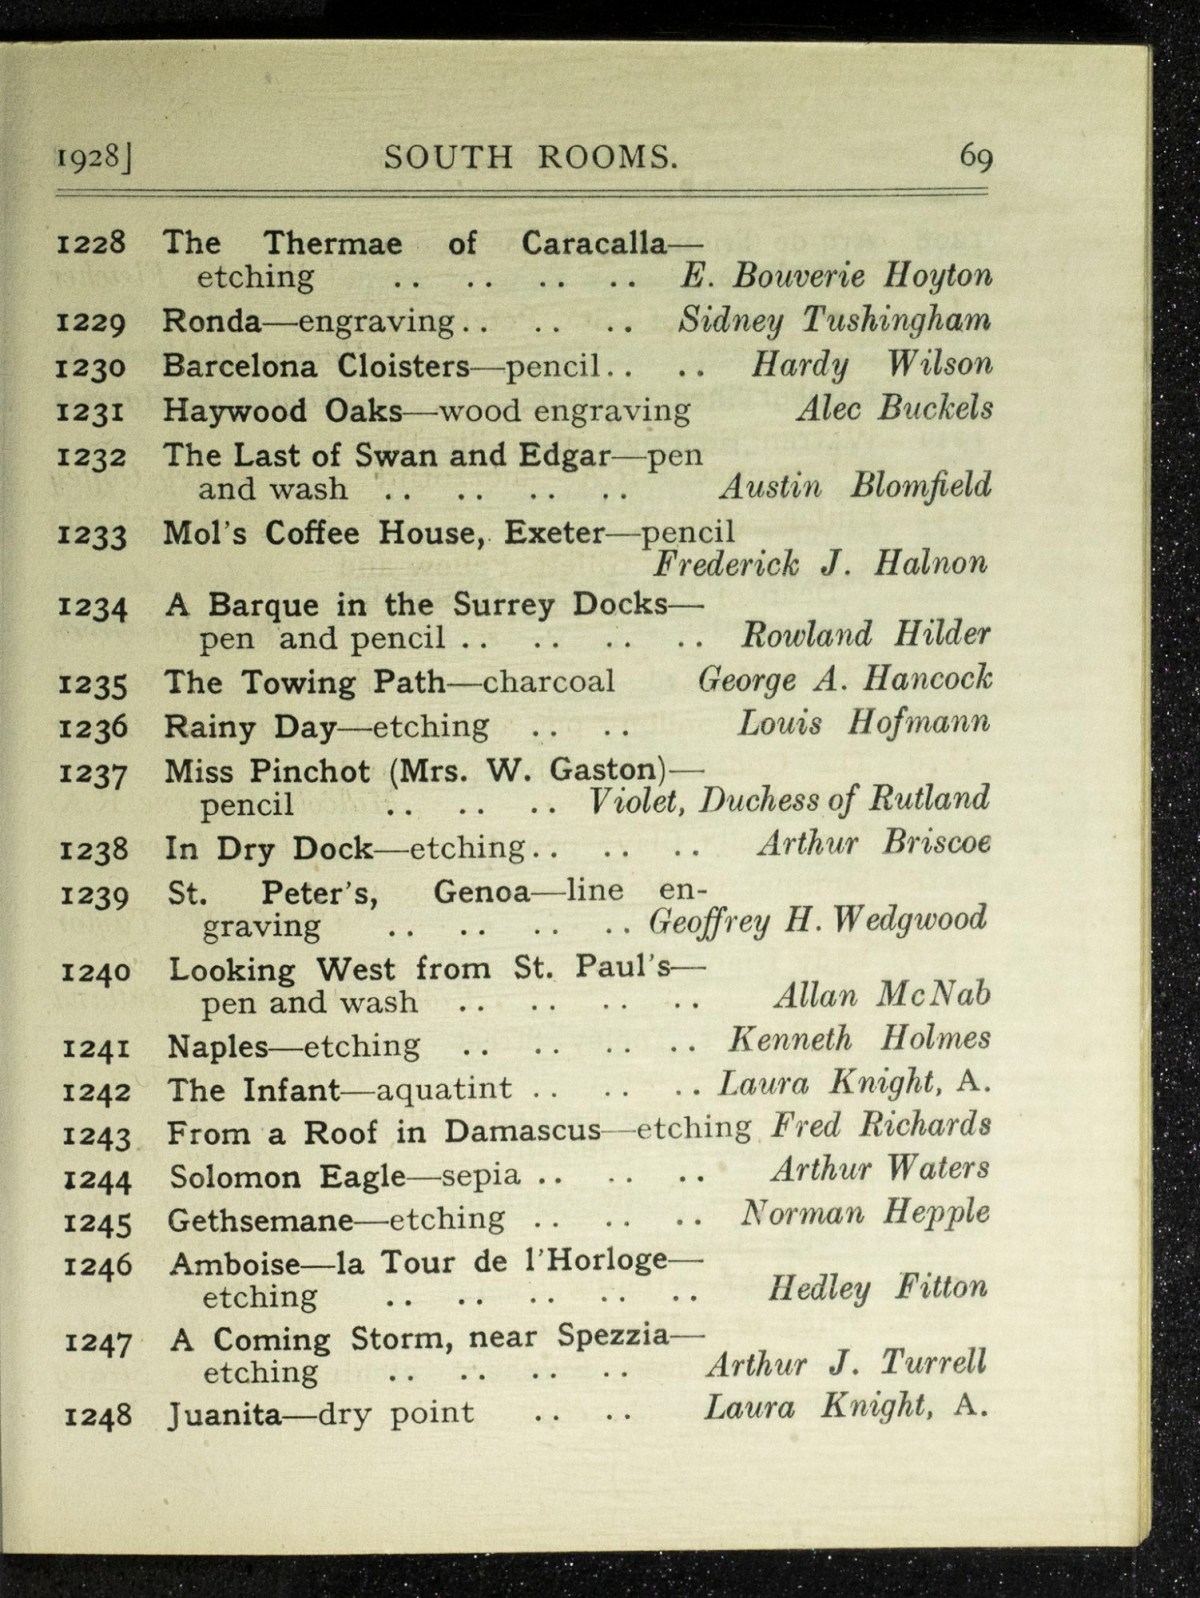 1928] SOUTH ROOMS. 69
1228 The Thermae of Caracalla—
etching .. .. .. .. E. Bouverie Hoyton
1229 Ronda—engraving.. .. .. Sidney Tushingham
1230 Barcelona Cloisters—pencil.. .. Hardy Wilson
1231 Haywood Oaks—wood engraving Alec Buckels
1232 The Last of Swan and Edgar—pen
and wash .. .. .. .. Austin Blomfield
1233 Mol's Coffee House, Exeter—pencil
Frederick J. Halnon
1234 A Barque in the Surrey Docks—
pen and pencil .. .. .. .. Rowland Hilder
1235 The Towing Path—charcoal George A. Hancock
1236 Rainy Day—etching .. .. Louis Hofmann
1237 Miss Pinchot (Mrs. W. Gaston)—
pencil .. .. .. Violet, Duchess of Rutland
1238 In Dry Dock—etching.. .. .. Arthur Briscoe
1239 St. Peter's, Genoa—line en-
graving .. .. .. .. Geoffrey H. Wedgwood
1240 Looking West from St. Paul's—
pen and wash .. .. .. .. Allan McNab
1241 Naples—etching .. .. .. .. Kenneth Holmes
1242 The Infant—aquatint .. .. .. Laura Knight, A.
1243 From a Roof in Damascus—etching Fred Richards
1244 Solomon Eagle—sepia .. .. .. Arthur Waters
1245 Gethsemane—etching .. .. .. Norman Hepple
1246 Amboise—la Tour de l'Horloge—
etching .. .. .. .. .. Hedley Fitton
1247 A Coming Storm, near Spezzia—
etching .. .. .. .. Arthur J. Turrell
1248 Juanita—dry point .. .. Laura Knight, A.